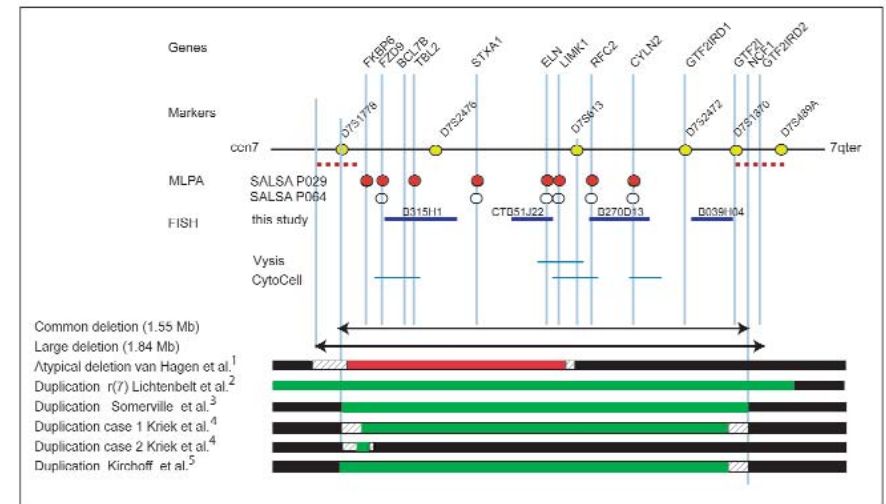 Genes
FKBP6 FZD9 BCL7B TBL2 STXA1 ELN LIMK1 RFC2 CYLN2 GTF2IRD1 GTF2I NCF1 GTF2IRD2
Markers
D7S1778 D7S2476 D7S613 D7S2472 D7S1870 D7S489A
cen7 7qter
MLPA SALSA P029
SALSA P064
FISH this study B315H1 CTB51J22 B270D13 B039H04
Vysis
CytoCell
Common deletion (1.55 Mb)
Large deletion (1.84 Mb)
Atypical deletion van Hagen et al.1
Duplication r(7) Lichtenbelt et al.2
Duplication Somerville et al.3
Duplication case 1 Kriek et al.4
Duplication case 2 Kriek et al.4
Duplication Kirchoff et al.5